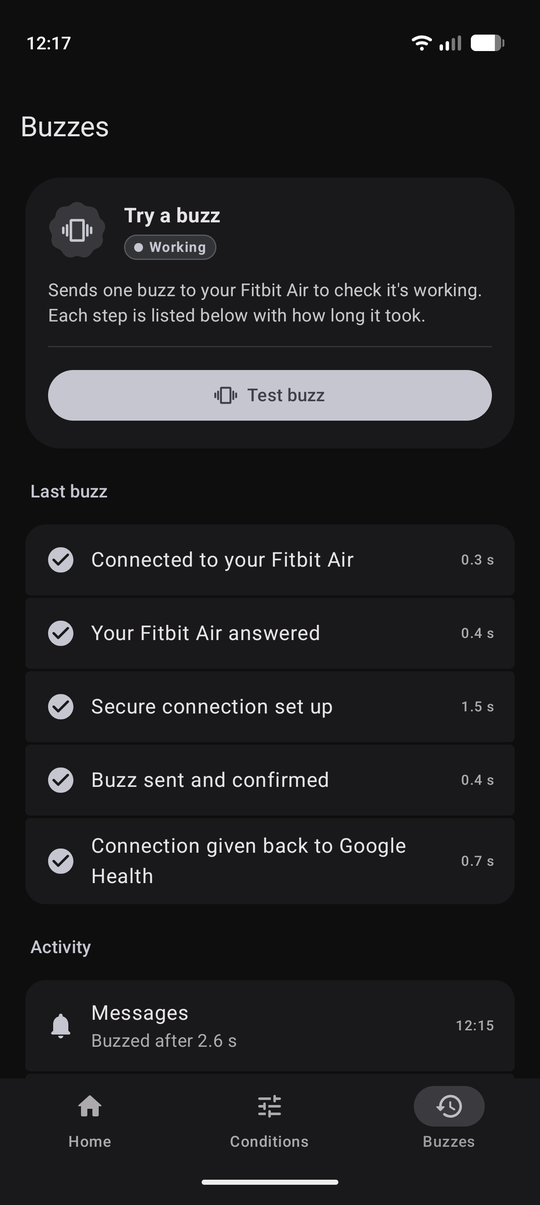 12:17
Buzzes
Try a buzz
Working
Sends one buzz to your Fitbit Air to check it's working.
Each step is listed below with how long it took.
Test buzz
Last buzz
Connected to your Fitbit Air 0.3 s
Your Fitbit Air answered 0.4 s
Secure connection set up 1.5 s
Buzz sent and confirmed 0.4 s
Connection given back to Google
Health 0.7 s
Activity
Messages 12:15
Buzzed after 2.6 s
Home Conditions Buzzes